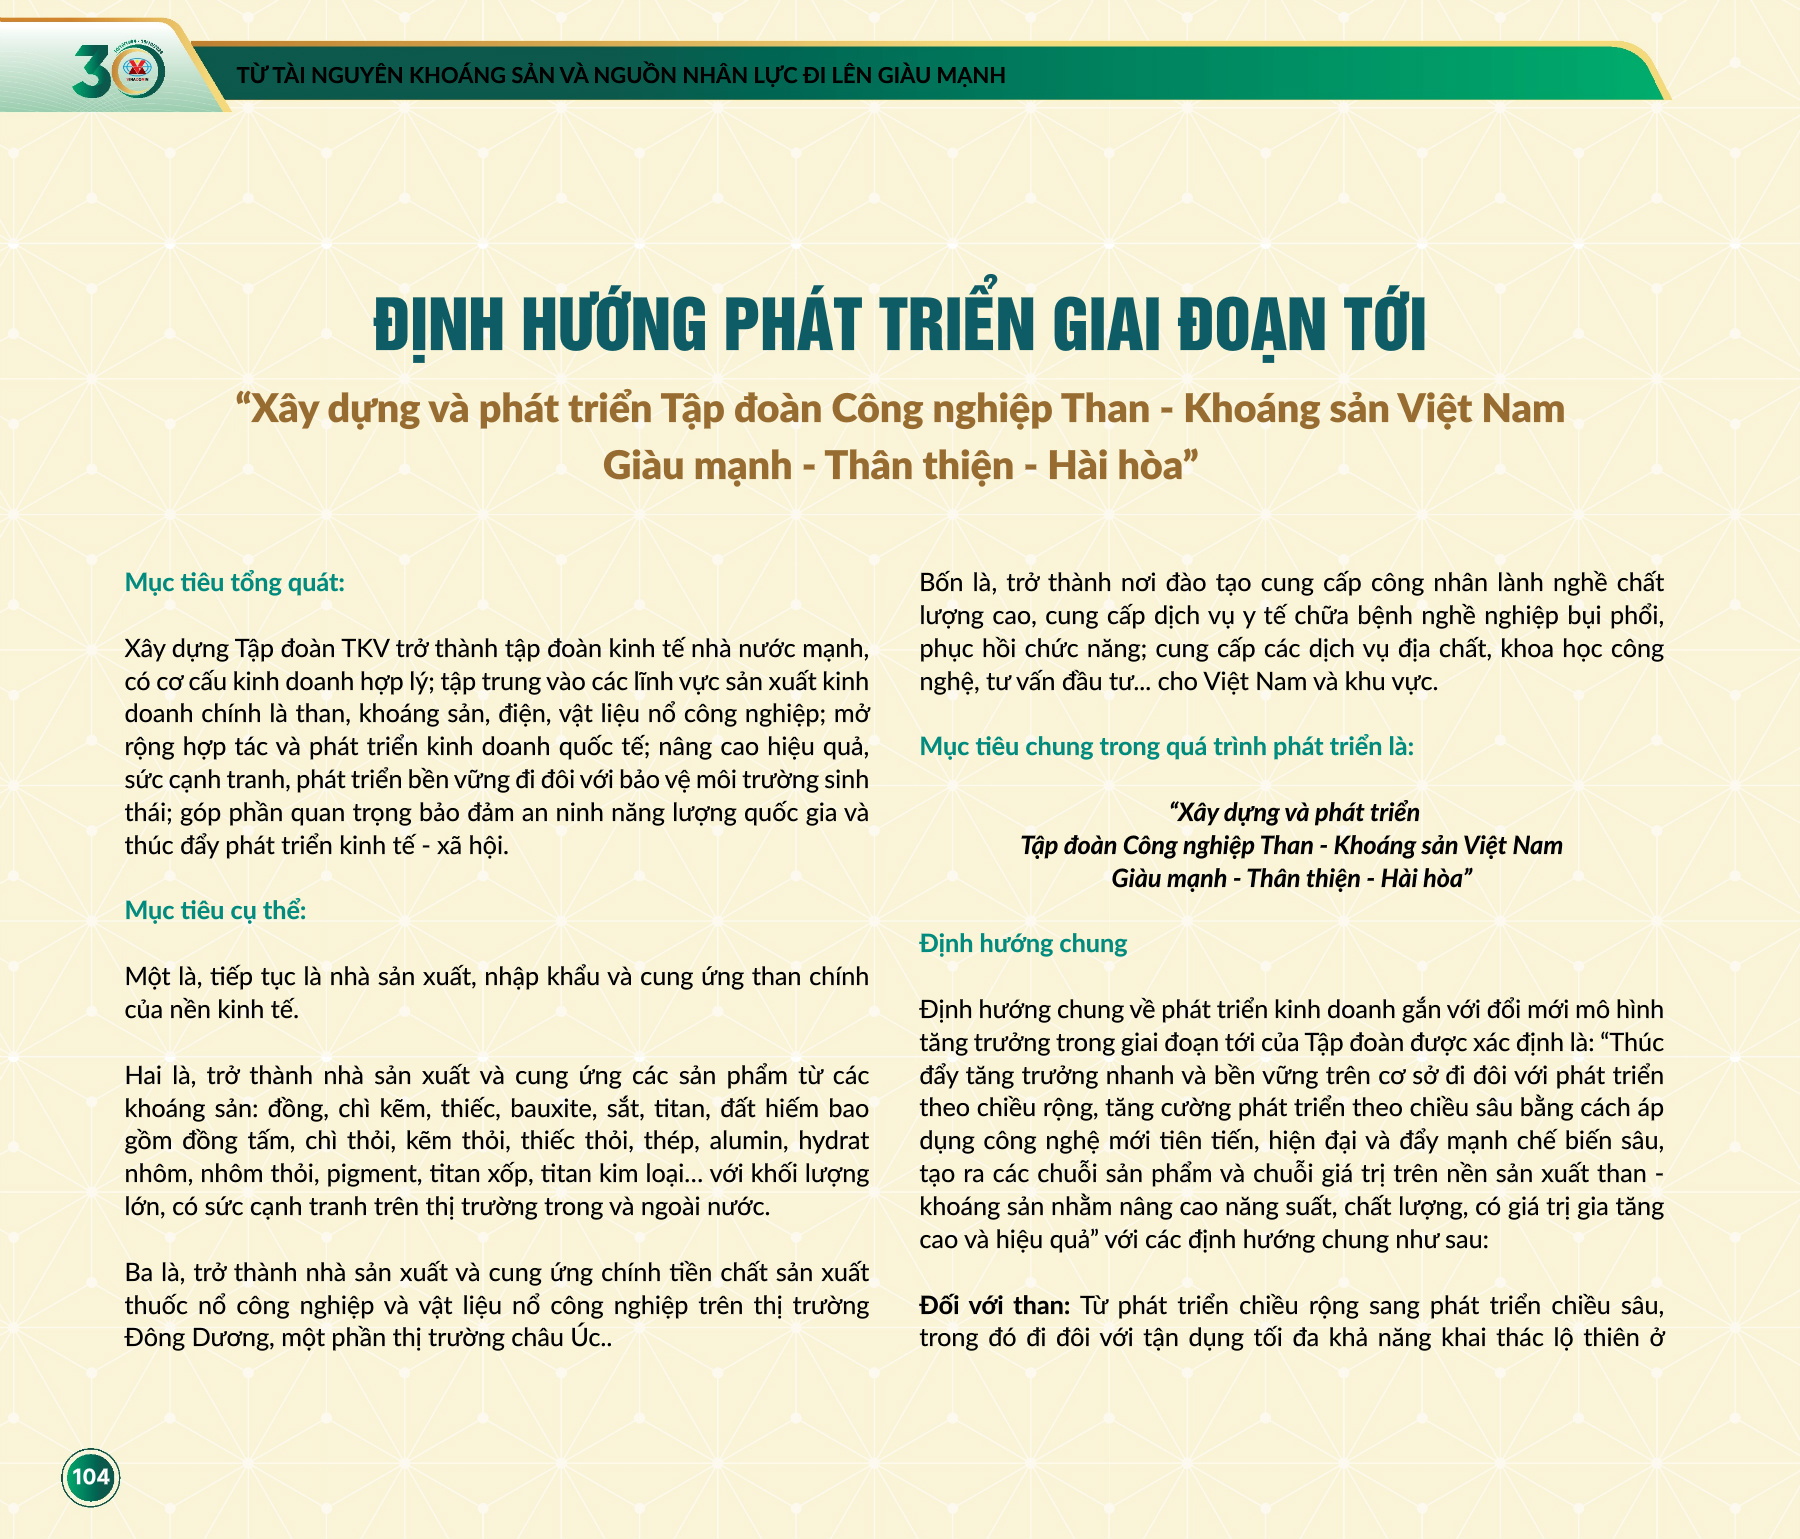 30
VINACOMIN
TỪ TÀI NGUYÊN KHOÁNG SẢN VÀ NGUỒN NHÂN LỰC ĐI LÊN GIÀU MẠNH
ĐỊNH HƯỚNG PHÁT TRIỂN GIAI ĐOẠN TỚI
“Xây dựng và phát triển Tập đoàn Công nghiệp Than - Khoáng sản Việt Nam
Giàu mạnh - Thân thiện - Hài hòa”
Mục tiêu tổng quát:
Xây dựng Tập đoàn TKV trở thành tập đoàn kinh tế nhà nước mạnh,
có cơ cấu kinh doanh hợp lý; tập trung vào các lĩnh vực sản xuất kinh
doanh chính là than, khoáng sản, điện, vật liệu nổ công nghiệp; mở
rộng hợp tác và phát triển kinh doanh quốc tế; nâng cao hiệu quả,
sức cạnh tranh, phát triển bền vững đi đôi với bảo vệ môi trường sinh
thái; góp phần quan trọng bảo đảm an ninh năng lượng quốc gia và
thúc đẩy phát triển kinh tế - xã hội.
Mục tiêu cụ thể:
Một là, tiếp tục là nhà sản xuất, nhập khẩu và cung ứng than chính
của nền kinh tế.
Hai là, trở thành nhà sản xuất và cung ứng các sản phẩm từ các
khoáng sản: đồng, chì kẽm, thiếc, bauxite, sắt, titan, đất hiếm bao
gồm đồng tấm, chì thỏi, kẽm thỏi, thiếc thỏi, thép, alumin, hydrat
nhôm, nhôm thỏi, pigment, titan xốp, titan kim loại... với khối lượng
lớn, có sức cạnh tranh trên thị trường trong và ngoài nước.
Ba là, trở thành nhà sản xuất và cung ứng chính tiền chất sản xuất
thuốc nổ công nghiệp và vật liệu nổ công nghiệp trên thị trường
Đông Dương, một phần thị trường châu Úc..
Bốn là, trở thành nơi đào tạo cung cấp công nhân lành nghề chất
lượng cao, cung cấp dịch vụ y tế chữa bệnh nghề nghiệp bụi phổi,
phục hồi chức năng; cung cấp các dịch vụ địa chất, khoa học công
nghệ, tư vấn đầu tư... cho Việt Nam và khu vực.
Mục tiêu chung trong quá trình phát triển là:
“Xây dựng và phát triển
Tập đoàn Công nghiệp Than - Khoáng sản Việt Nam
Giàu mạnh - Thân thiện - Hài hòa”
Định hướng chung
Định hướng chung về phát triển kinh doanh gắn với đổi mới mô hình
tăng trưởng trong giai đoạn tới của Tập đoàn được xác định là: “Thúc
đẩy tăng trưởng nhanh và bền vững trên cơ sở đi đôi với phát triển
theo chiều rộng, tăng cường phát triển theo chiều sâu bằng cách áp
dụng công nghệ mới tiên tiến, hiện đại và đẩy mạnh chế biến sâu,
tạo ra các chuỗi sản phẩm và chuỗi giá trị trên nền sản xuất than -
khoáng sản nhằm nâng cao năng suất, chất lượng, có giá trị gia tăng
cao và hiệu quả” với các định hướng chung như sau:
Đối với than: Từ phát triển chiều rộng sang phát triển chiều sâu,
trong đó đi đôi với tận dụng tối đa khả năng khai thác lộ thiên ở
104